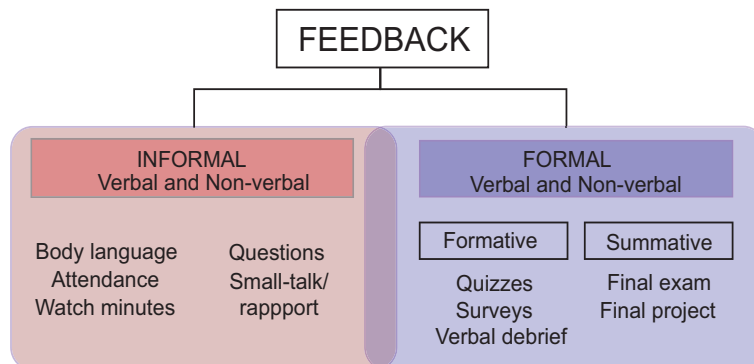 FEEDBACK
INFORMAL
Verbal and Non-verbal
Body language
Attendance
Watch minutes
Questions
Small-talk/
rappport
FORMAL
Verbal and Non-verbal
Formative
Quizzes
Surveys
Verbal debrief
Summative
Final exam
Final project